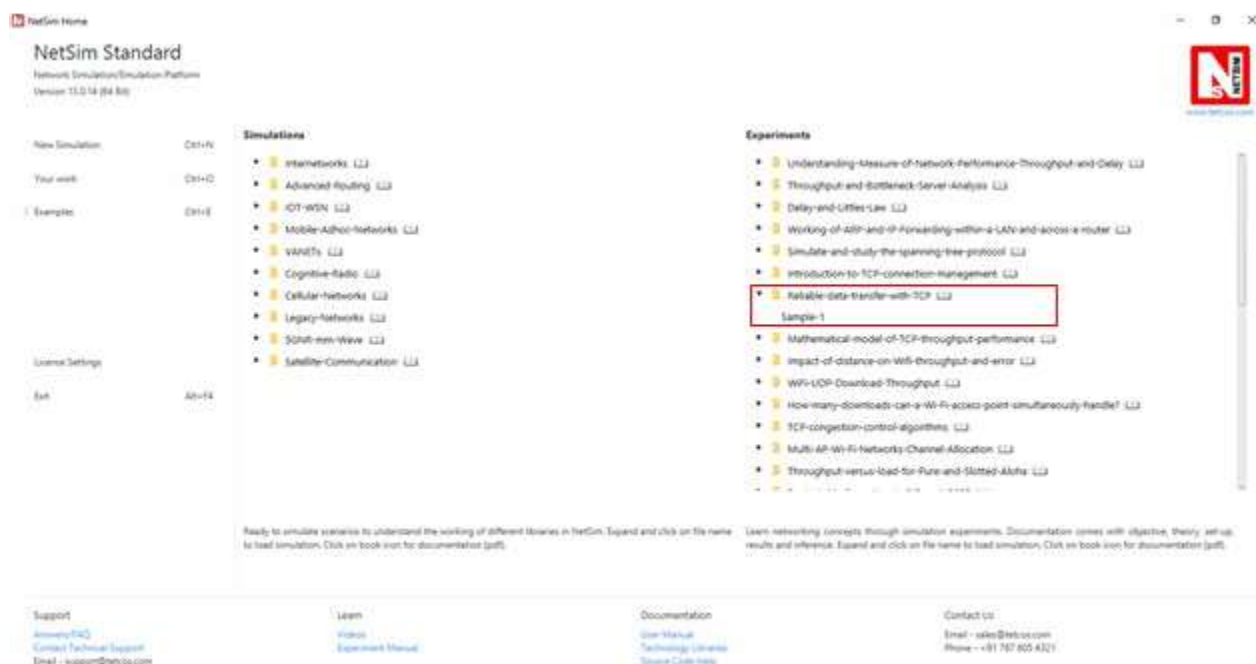 NetSim Home
NetSim Standard
Network Simulation/Emulation Platform
Version 13.0.14 (64 Bit)
NETSIM
www.tetcos.com
New Simulation Ctrl+N
Your work Ctrl+O
Examples Ctrl+E
License Settings
Exit Alt+F4
Simulations
Internetworks
Advanced-Routing
IOT-WSN
Mobile-Adhoc-Networks
VANETs
Cognitive-Radio
Cellular-Networks
Legacy-Networks
5GNR-mm-Wave
Satellite-Communication
Ready to simulate scenarios to understand the working of different libraries in NetSim. Expand and click on file name
to load simulation. Click on book icon for documentation (pdf).
Experiments
Understanding-Measure-of-Network-Performance-Throughput-and-Delay
Throughput-and-Bottleneck-Server-Analysis
Delay-and-Littles-Law
Working-of-ARP-and-IP-Forwarding-within-a-LAN-and-across-a-router
Simulate-and-study-the-spanning-tree-protocol
Introduction-to-TCP-connection-management
Reliable-data-transfer-with-TCP
Sample-1
Mathematical-model-of-TCP-throughput-performance
Impact-of-distance-on-Wifi-throughput-and-error
WiFi-UDP-Download-Throughput
How-many-downloads-can-a-Wi-Fi-access-point-simultaneously-handle?
TCP-congestion-control-algorithms
Multi-AP-Wi-Fi-Networks-Channel-Allocation
Throughput-versus-load-for-Pure-and-Slotted-Aloha
Learn networking concepts through simulation experiments. Documentation comes with objective, theory, set-up,
results and inference. Expand and click on file name to load simulation. Click on book icon for documentation (pdf).
Support
Answers/FAQ
Contact Technical Support
Email - support@tetcos.com
Learn
Videos
Experiment Manual
Documentation
User Manual
Technology Libraries
Source Code Help
Contact Us
Email - sales@tetcos.com
Phone - +91 767 605 4321